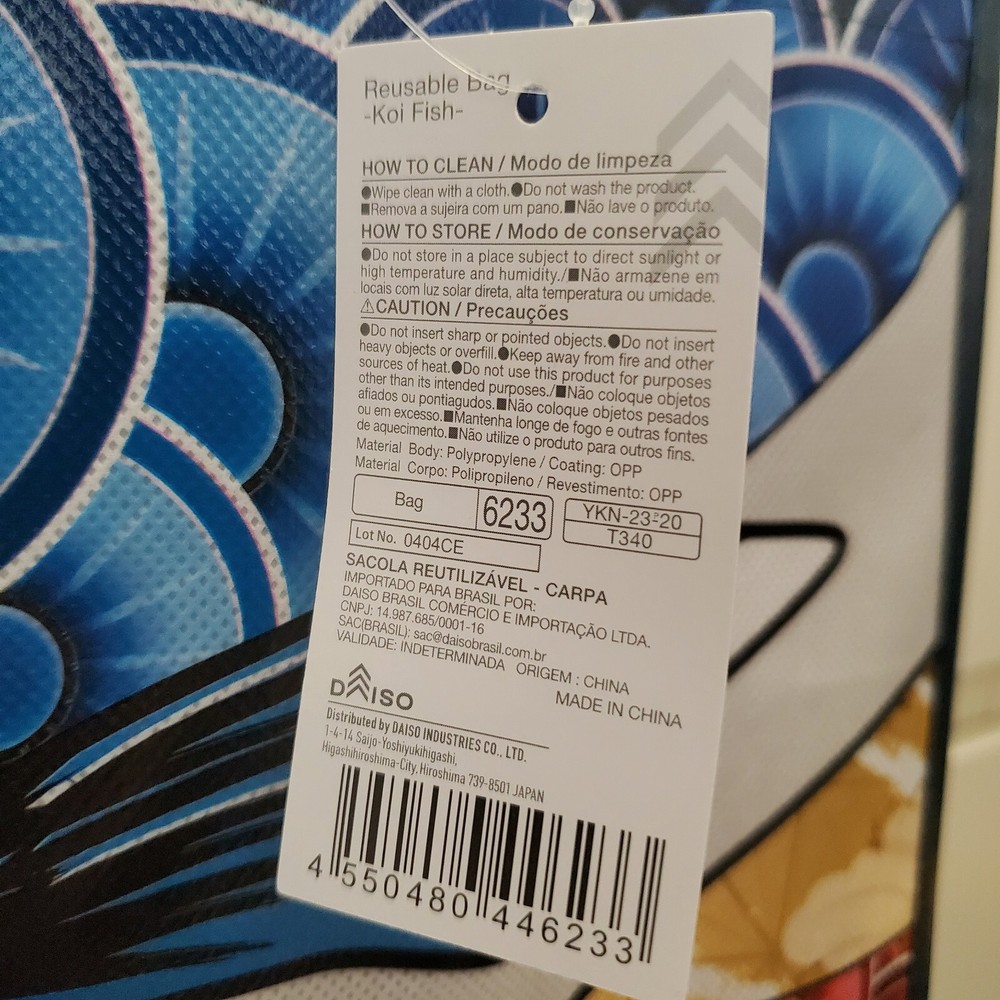 Reusable Bag
-Koi Fish-
HOW TO CLEAN / Modo de limpeza
●Wipe clean with a cloth.●Do not wash the product.
■Remova a sujeira com um pano.■Não lave o produto.
HOW TO STORE / Modo de conservação
●Do not store in a place subject to direct sunlight or
high temperature and humidity./■Não armazene em
locais com luz solar direta, alta temperatura ou umidade.
⚠CAUTION / Precauções
●Do not insert sharp or pointed objects.●Do not insert
heavy objects or overfill.●Keep away from fire and other
sources of heat.●Do not use this product for purposes
other than its intended purposes./■Não coloque objetos
afiados ou pontiagudos.■Não coloque objetos pesados
ou em excesso.■Mantenha longe de fogo e outras fontes
de aquecimento.■Não utilize o produto para outros fins.
Material Body: Polypropylene / Coating: OPP
Material Corpo: Polipropileno / Revestimento: OPP
Bag 6233 YKN-23-20
T340
Lot No. 0404CE
SACOLA REUTILIZÁVEL - CARPA
IMPORTADO PARA BRASIL POR:
DAISO BRASIL COMÉRCIO E IMPORTAÇÃO LTDA.
CNPJ: 14.987.685/0001-16
SAC(BRASIL): sac@daisobrasil.com.br
VALIDADE: INDETERMINADA ORIGEM : CHINA
MADE IN CHINA
DAISO
Distributed by DAISO INDUSTRIES CO., LTD.
1-4-14 Saijo-Yoshiyukihigashi,
Higashihiroshima-City, Hiroshima 739-8501 JAPAN
4 550480 446233